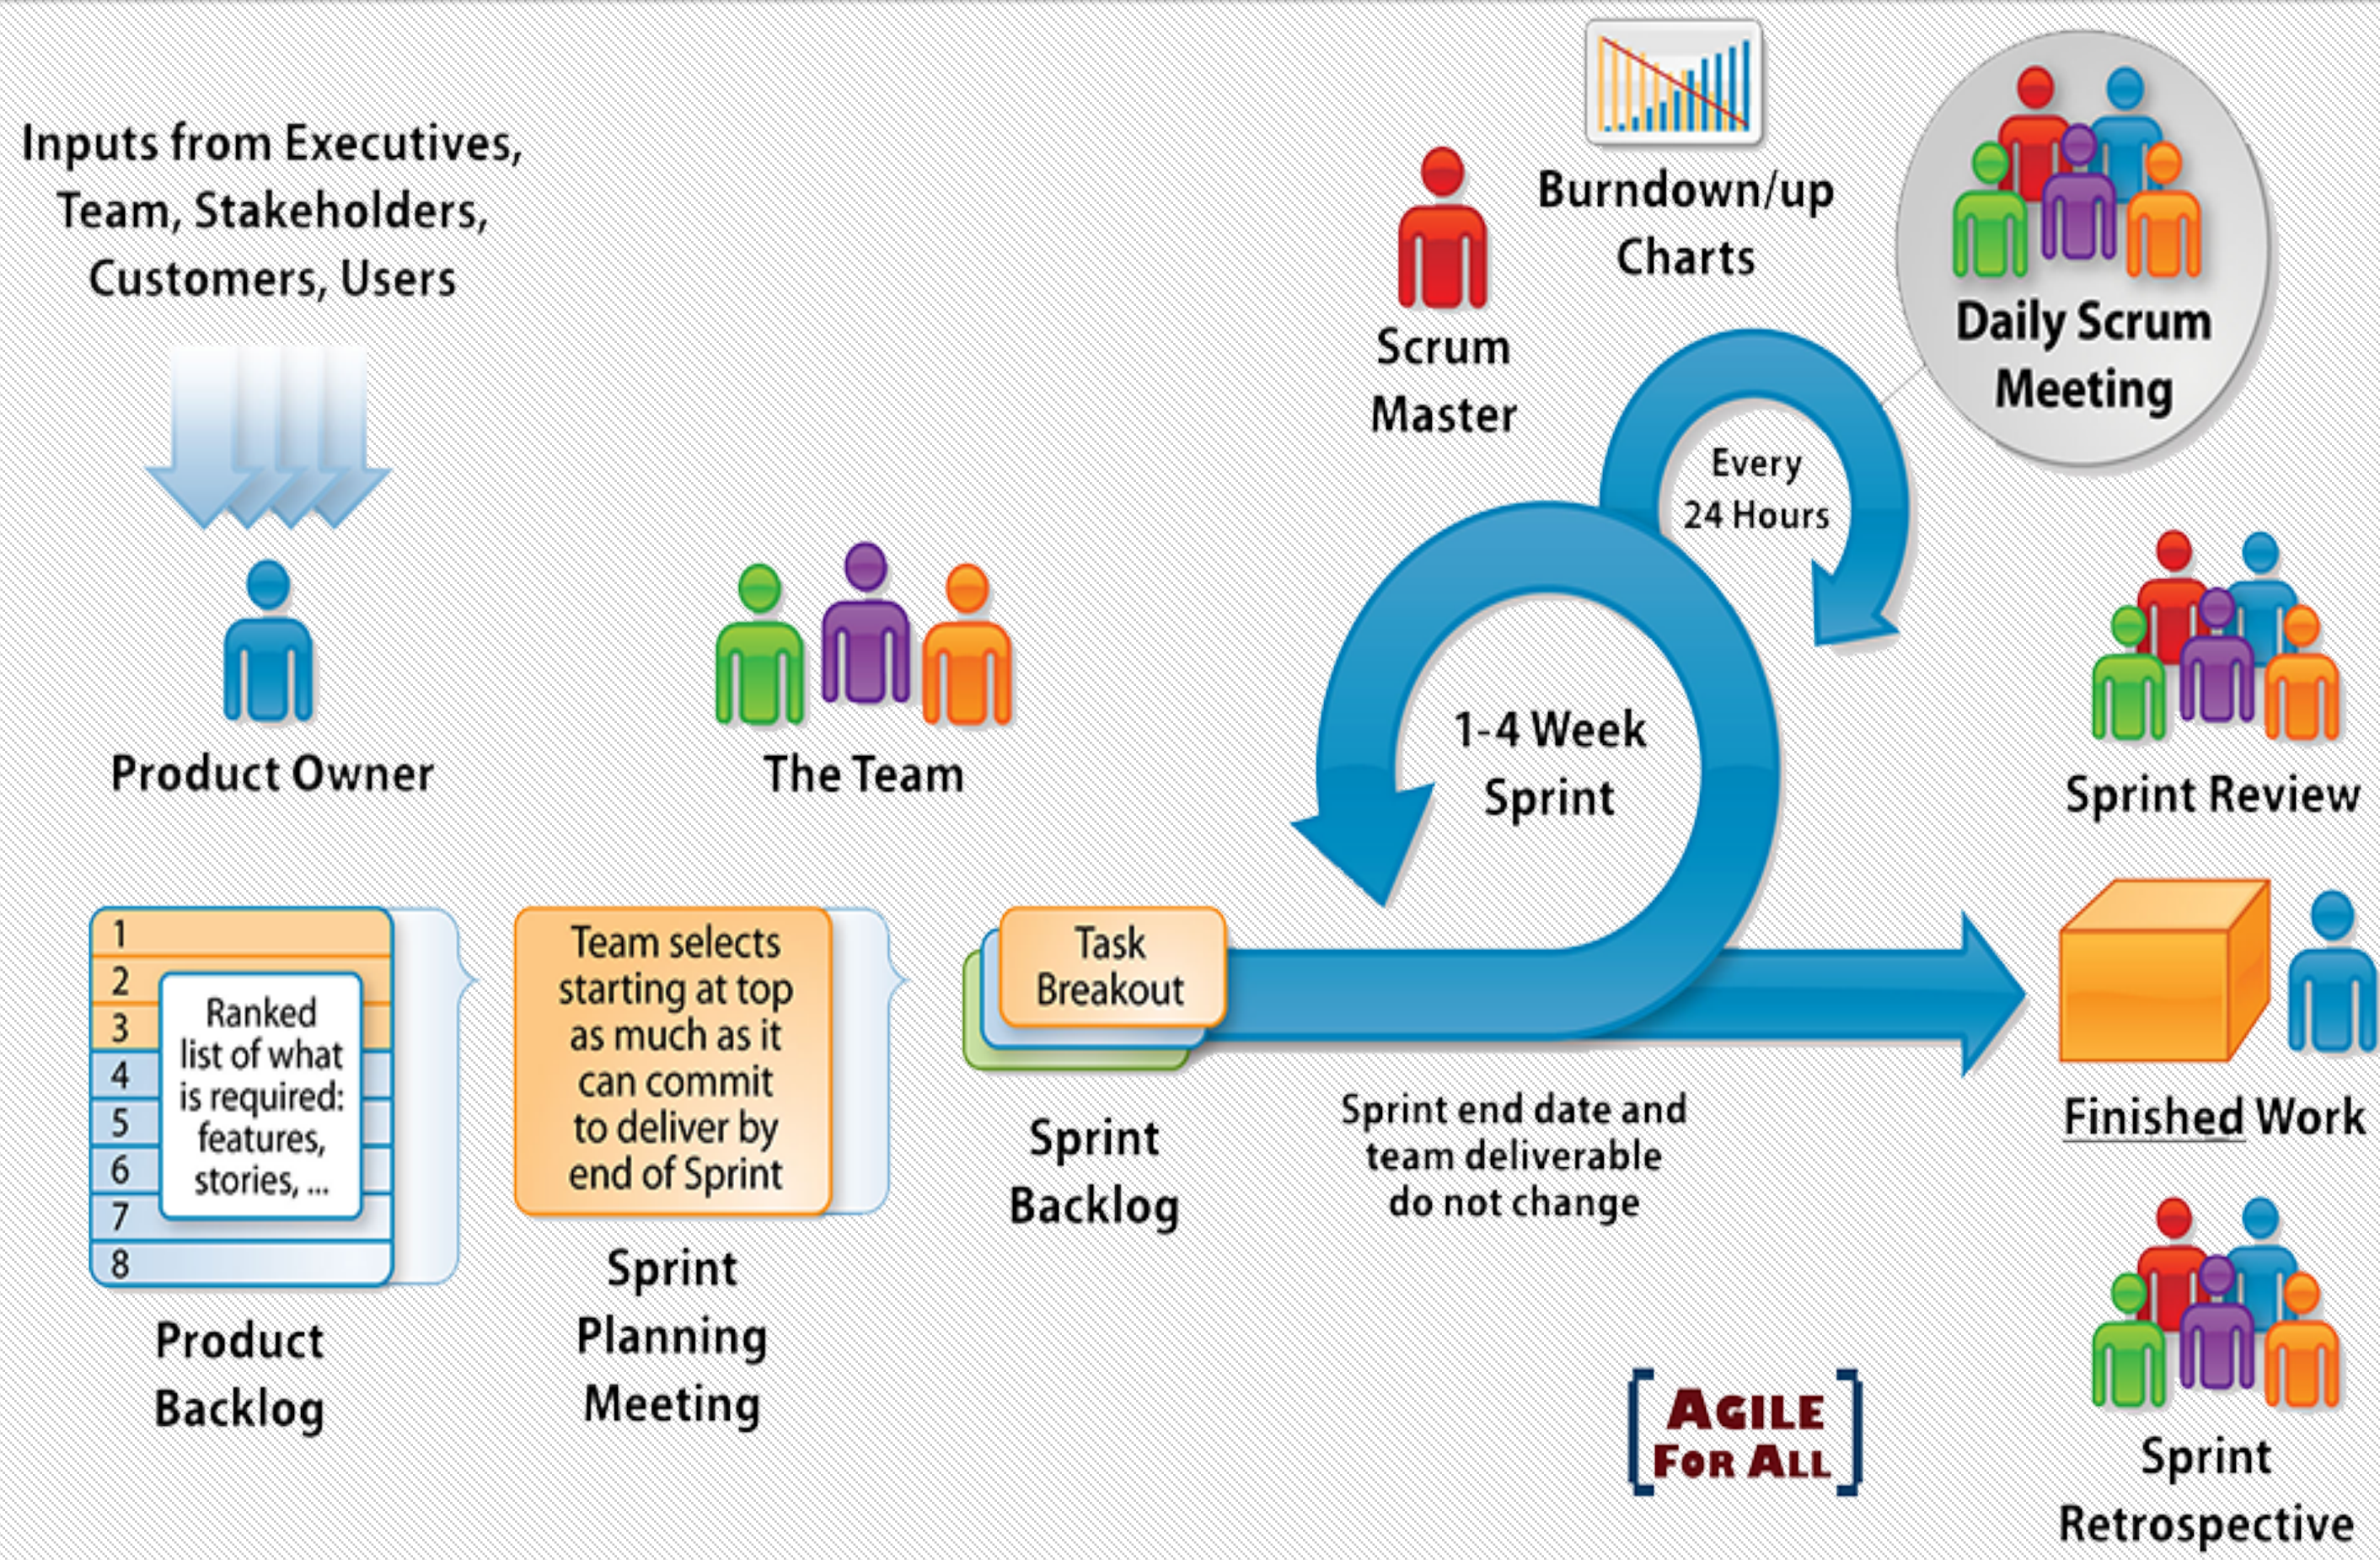 Inputs from Executives,
Team, Stakeholders,
Customers, Users
Product Owner
The Team
Scrum
Master
Burndown/up
Charts
Daily Scrum
Meeting
Every
24 Hours
1-4 Week
Sprint
Sprint Review
1
2
3
4
5
6
7
8
Ranked
list of what
is required:
features,
stories, ...
Product
Backlog
Team selects
starting at top
as much as it
can commit
to deliver by
end of Sprint
Sprint
Planning
Meeting
Task
Breakout
Sprint
Backlog
Sprint end date and
team deliverable
do not change
Finished Work
AGILE
FOR ALL
Sprint
Retrospective